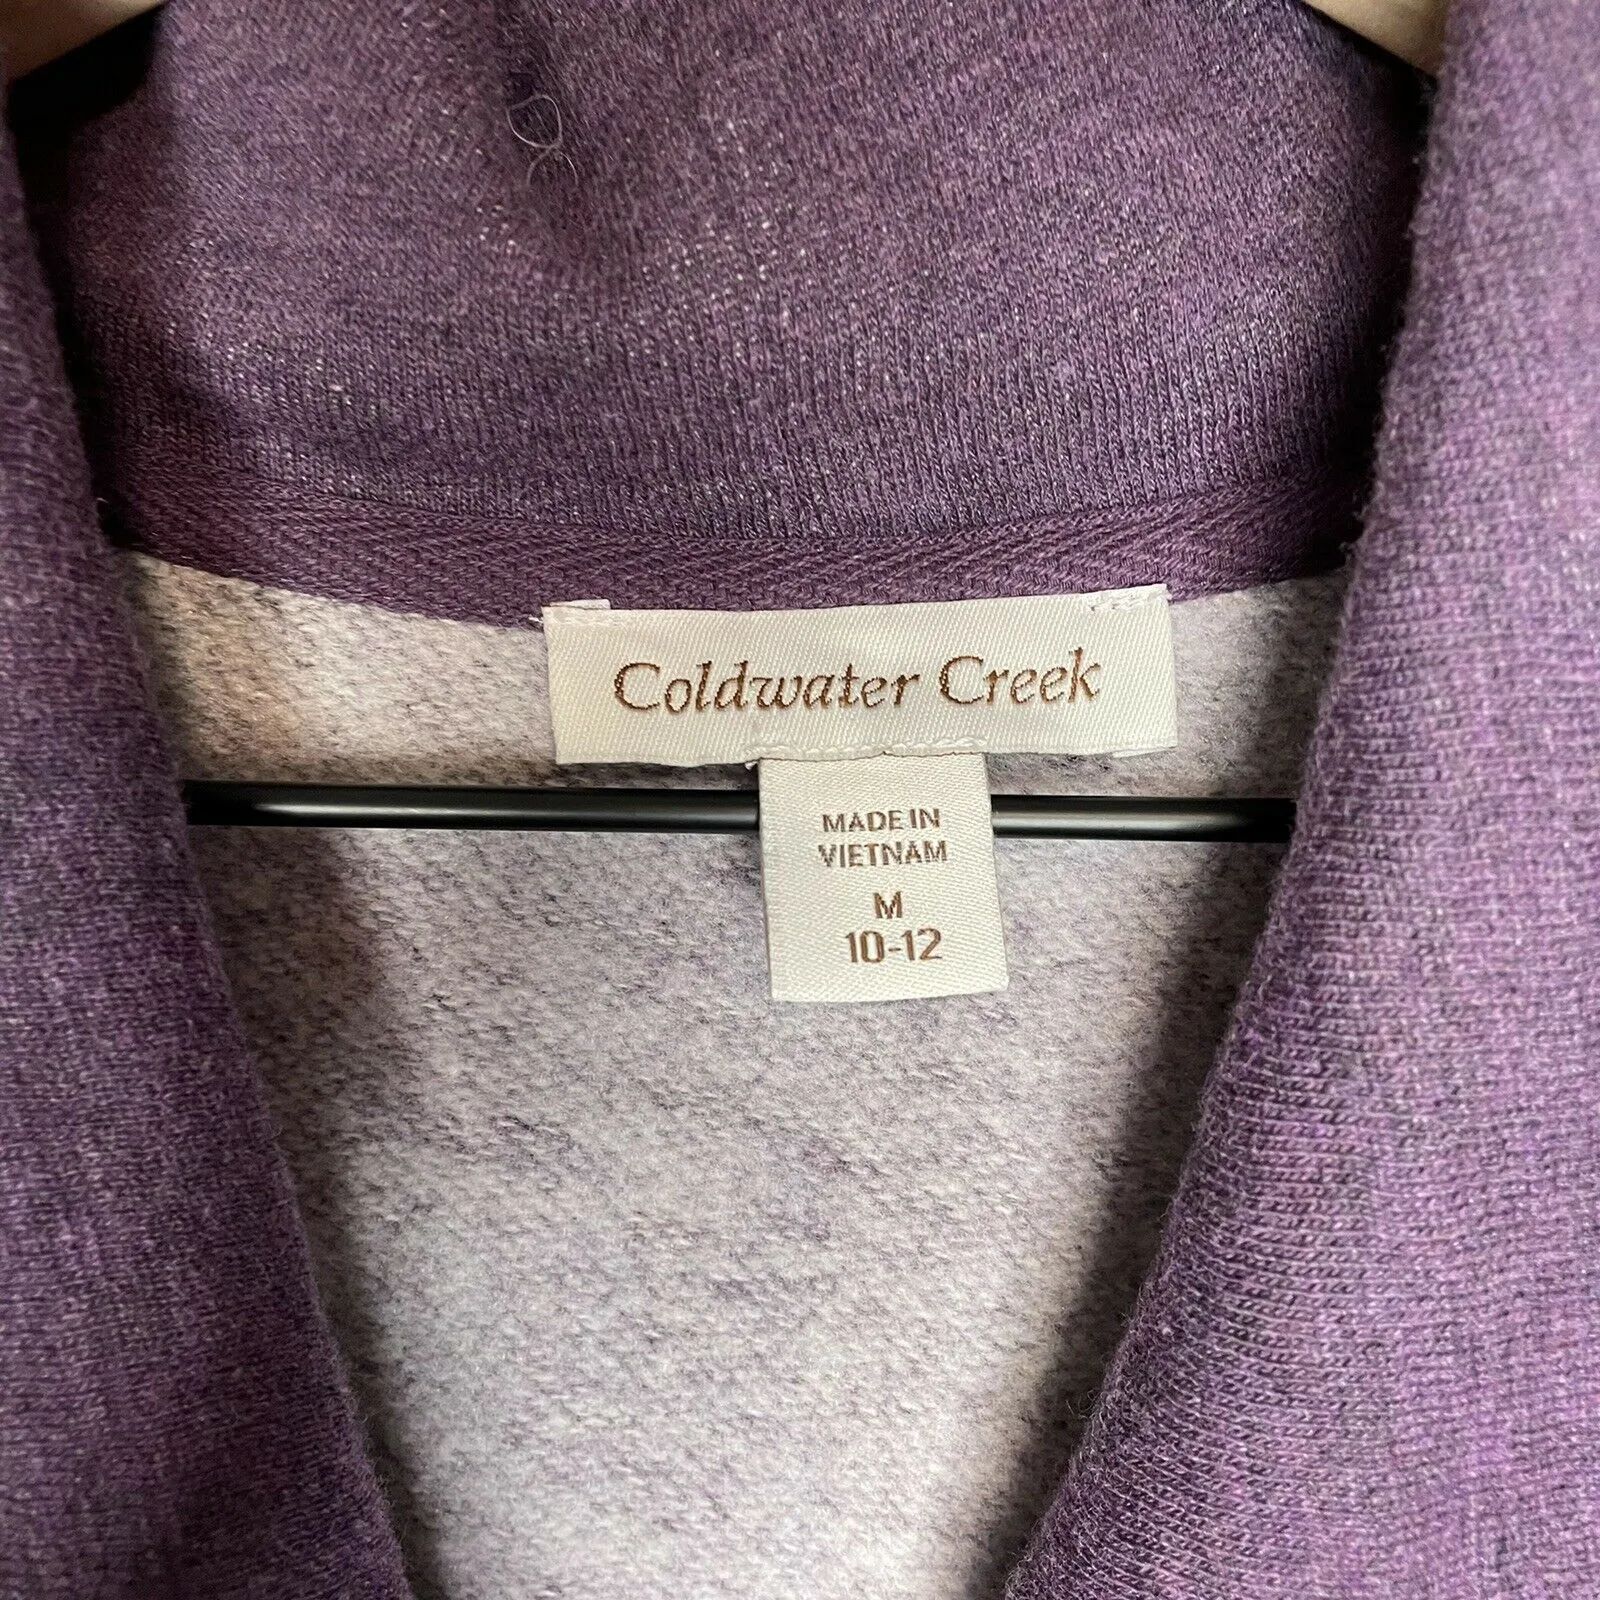 Coldwater Creek
MADE IN
VIETNAM
M
10-12